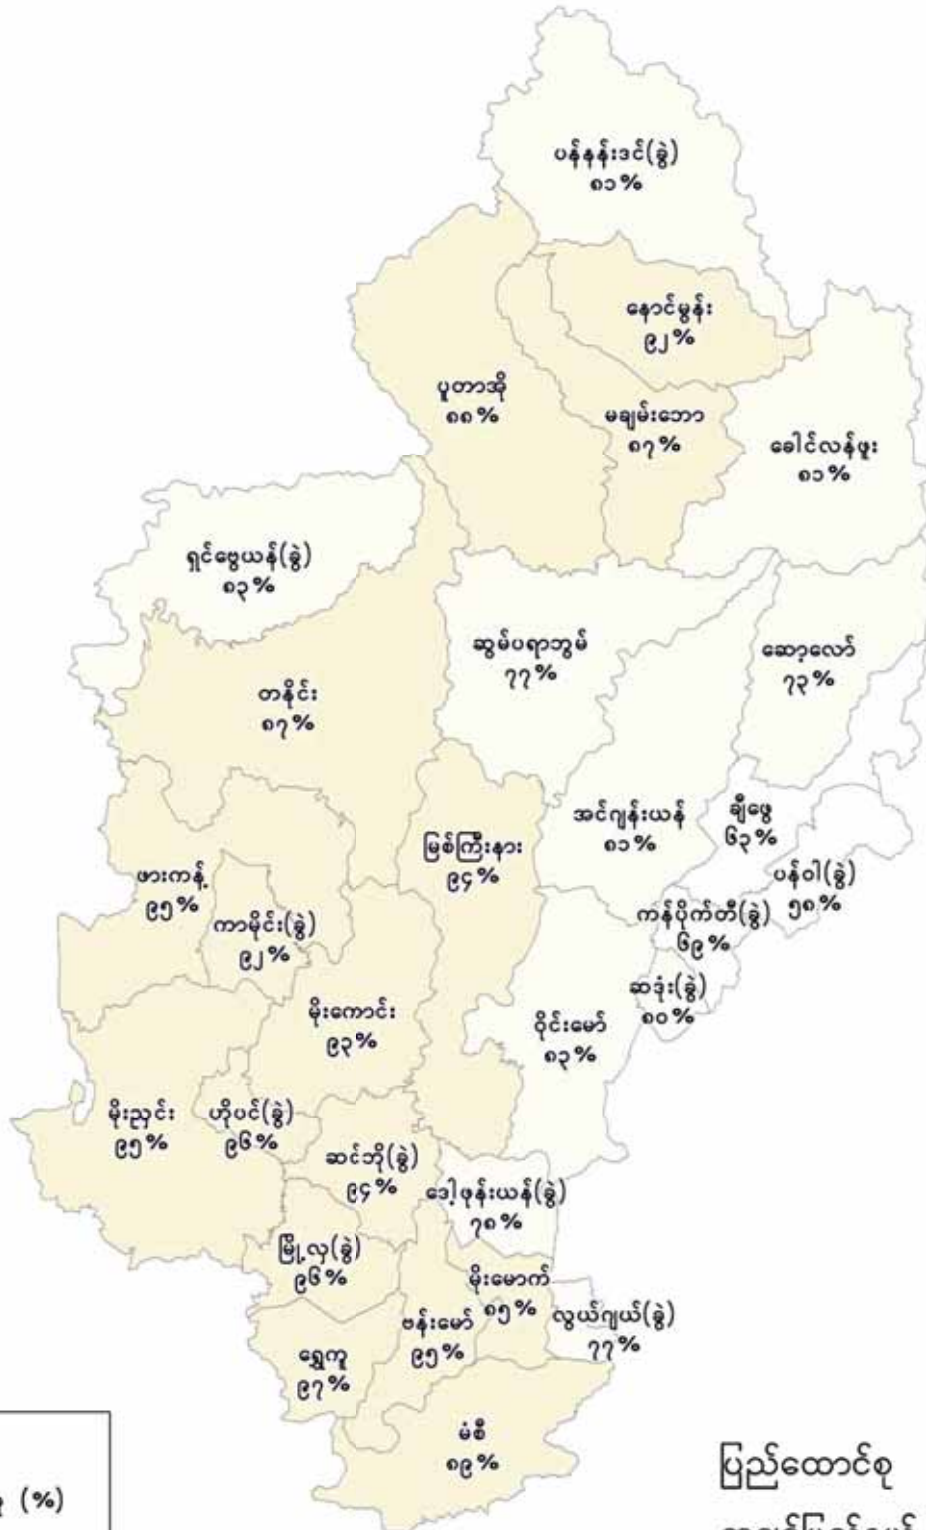 ပန်နန်းဒင်(ခွဲ)
၈၁%
နောင်မွန်း
၉၂%
ပူတာအို
၈၈%
မချမ်းဘော
၈၇%
ခေါင်လန်ဖူး
၈၁%
ရှင်ဗွေယန်(ခွဲ)
၈၃%
ဆွမ်ပရာဘွမ်
၇၇%
ဆော့လော်
၇၃%
တနိုင်း
၈၇%
အင်ဂျန်းယန်
၈၁%
ချီဖွေ
၆၃%
မြစ်ကြီးနား
၉၄%
ဖားကန့်
၉၅%
ပန်ဝါ(ခွဲ)
၅၈%
ကာမိုင်း(ခွဲ)
၉၂%
ကန်ပိုက်တီ(ခွဲ)
၆၉%
ဆဒုံး(ခွဲ)
၈၀%
မိုးကောင်း
၉၃%
ဝိုင်းမော်
၈၃%
မိုးညှင်း
၉၅%
ဟိုပင်(ခွဲ)
၉၆%
ဆင်ဘို(ခွဲ)
၉၄%
ဒေါ့ဖုန်းယန်(ခွဲ)
၇၈%
မြို့လှ(ခွဲ)
၉၆%
မိုးမောက်
၈၅%
ဗန်းမော်
၉၅%
လွယ်ဂျယ်(ခွဲ)
၇၇%
ရွှေကူ
၉၇%
မံစီ
၈၉%
(%)
ပြည်ထောင်စု